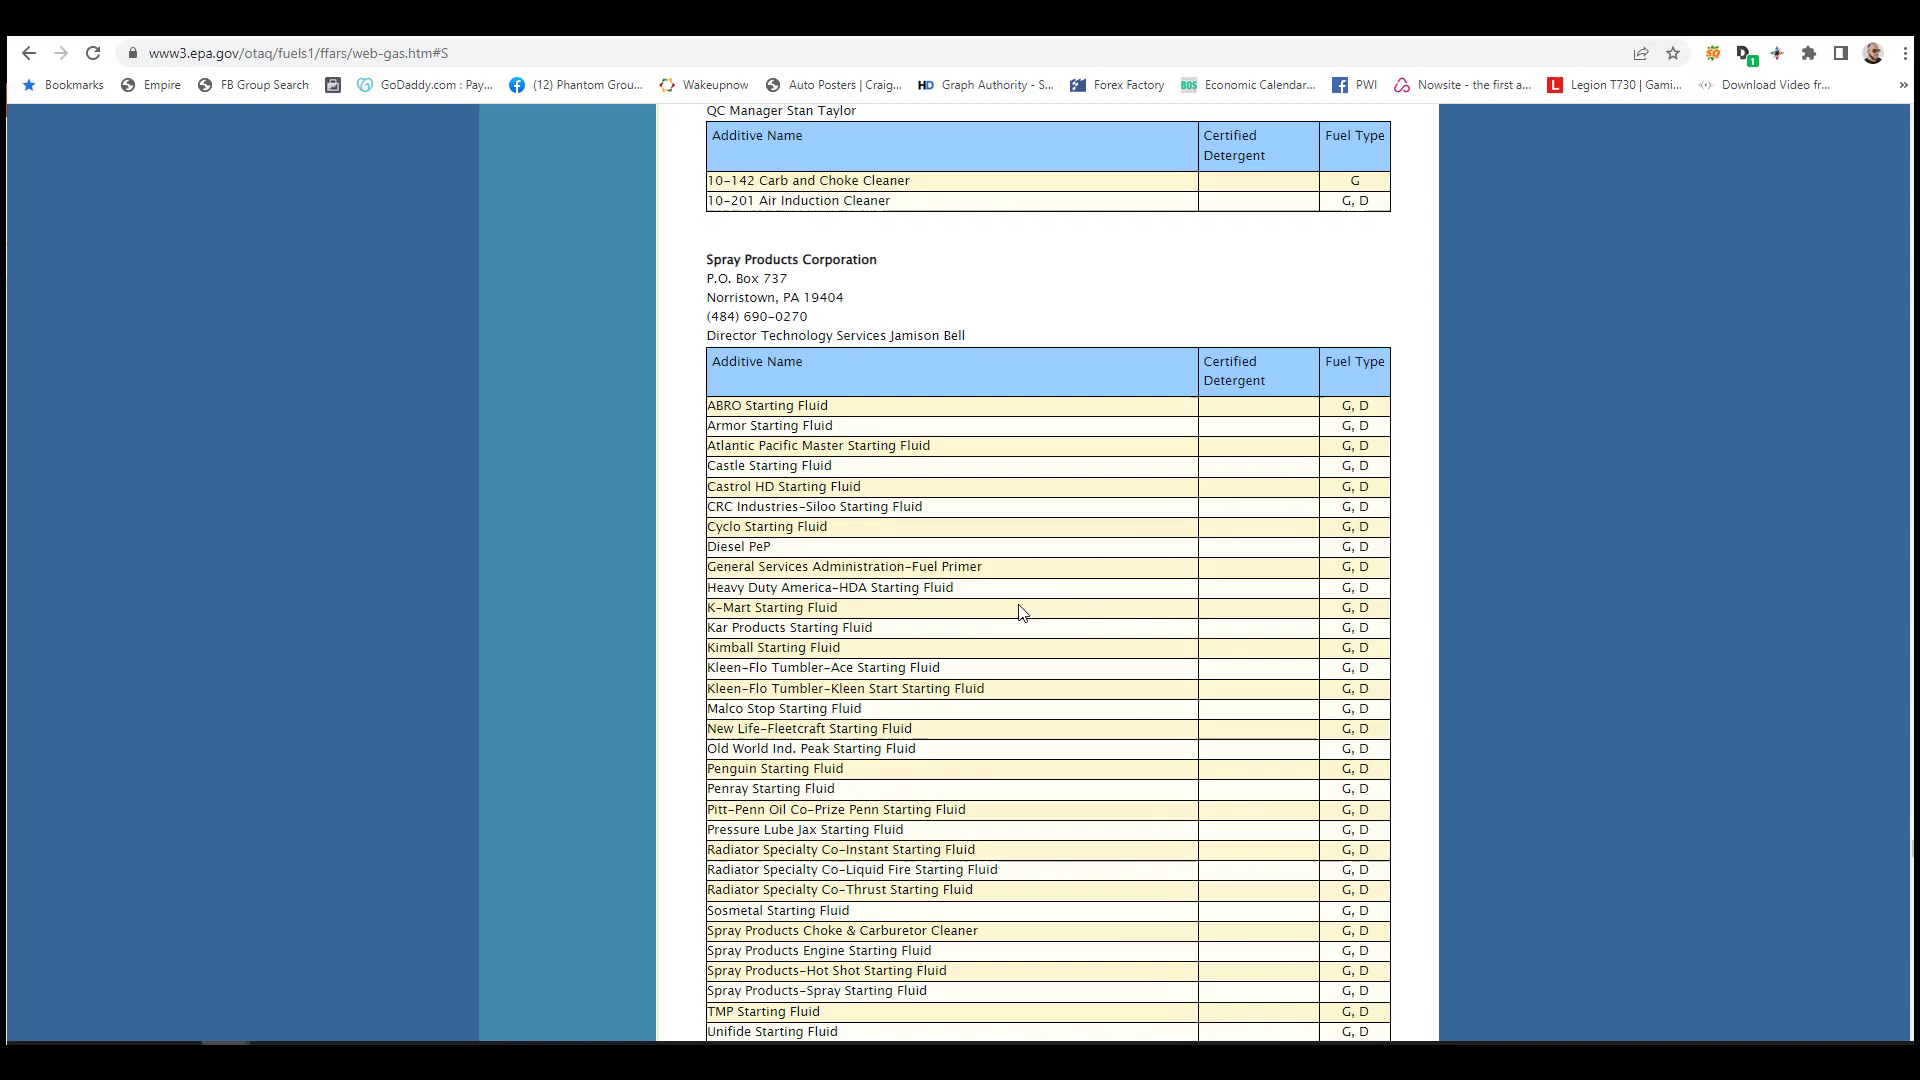 www3.epa.gov/otaq/fuels1/ffars/web-gas.htm#S
Bookmarks Empire FB Group Search GoDaddy.com : Pay... (12) Phantom Grou... Wakeupnow Auto Posters | Craig... HD Graph Authority - S... Forex Factory BOS Economic Calendar... PWI Nowsite - the first a... L Legion T730 | Gami... Download Video fr... »
QC Manager Stan Taylor
Additive Name Certified Detergent Fuel Type
10-142 Carb and Choke Cleaner G
10-201 Air Induction Cleaner G, D
Spray Products Corporation
P.O. Box 737
Norristown, PA 19404
(484) 690-0270
Director Technology Services Jamison Bell
Additive Name Certified Detergent Fuel Type
ABRO Starting Fluid G, D
Armor Starting Fluid G, D
Atlantic Pacific Master Starting Fluid G, D
Castle Starting Fluid G, D
Castrol HD Starting Fluid G, D
CRC Industries-Siloo Starting Fluid G, D
Cyclo Starting Fluid G, D
Diesel PeP G, D
General Services Administration-Fuel Primer G, D
Heavy Duty America-HDA Starting Fluid G, D
K-Mart Starting Fluid G, D
Kar Products Starting Fluid G, D
Kimball Starting Fluid G, D
Kleen-Flo Tumbler-Ace Starting Fluid G, D
Kleen-Flo Tumbler-Kleen Start Starting Fluid G, D
Malco Stop Starting Fluid G, D
New Life-Fleetcraft Starting Fluid G, D
Old World Ind. Peak Starting Fluid G, D
Penguin Starting Fluid G, D
Penray Starting Fluid G, D
Pitt-Penn Oil Co-Prize Penn Starting Fluid G, D
Pressure Lube Jax Starting Fluid G, D
Radiator Specialty Co-Instant Starting Fluid G, D
Radiator Specialty Co-Liquid Fire Starting Fluid G, D
Radiator Specialty Co-Thrust Starting Fluid G, D
Sosmetal Starting Fluid G, D
Spray Products Choke & Carburetor Cleaner G, D
Spray Products Engine Starting Fluid G, D
Spray Products-Hot Shot Starting Fluid G, D
Spray Products-Spray Starting Fluid G, D
TMP Starting Fluid G, D
Unifide Starting Fluid G, D